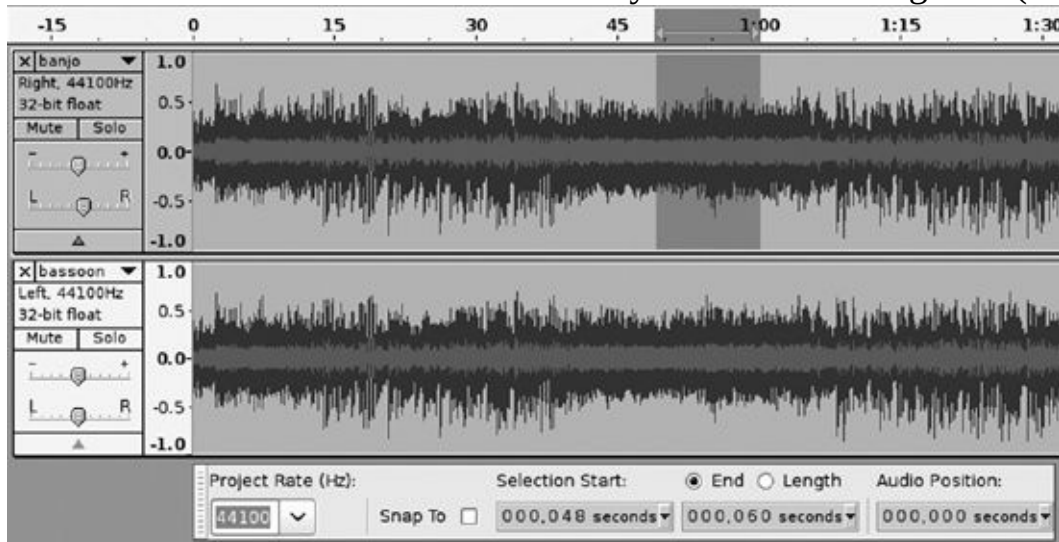 -15 0 15 30 45 1:00 1:15 1:30
X banjo
Right, 44100Hz
32-bit float
Mute Solo
- +
L R
1.0
0.5
0.0
-0.5
-1.0
X bassoon
Left, 44100Hz
32-bit float
Mute Solo
- +
L R
1.0
0.5
0.0
-0.5
-1.0
Project Rate (Hz): Selection Start: End Length Audio Position:
44100 Snap To 000,048 seconds 000,060 seconds 000,000 seconds